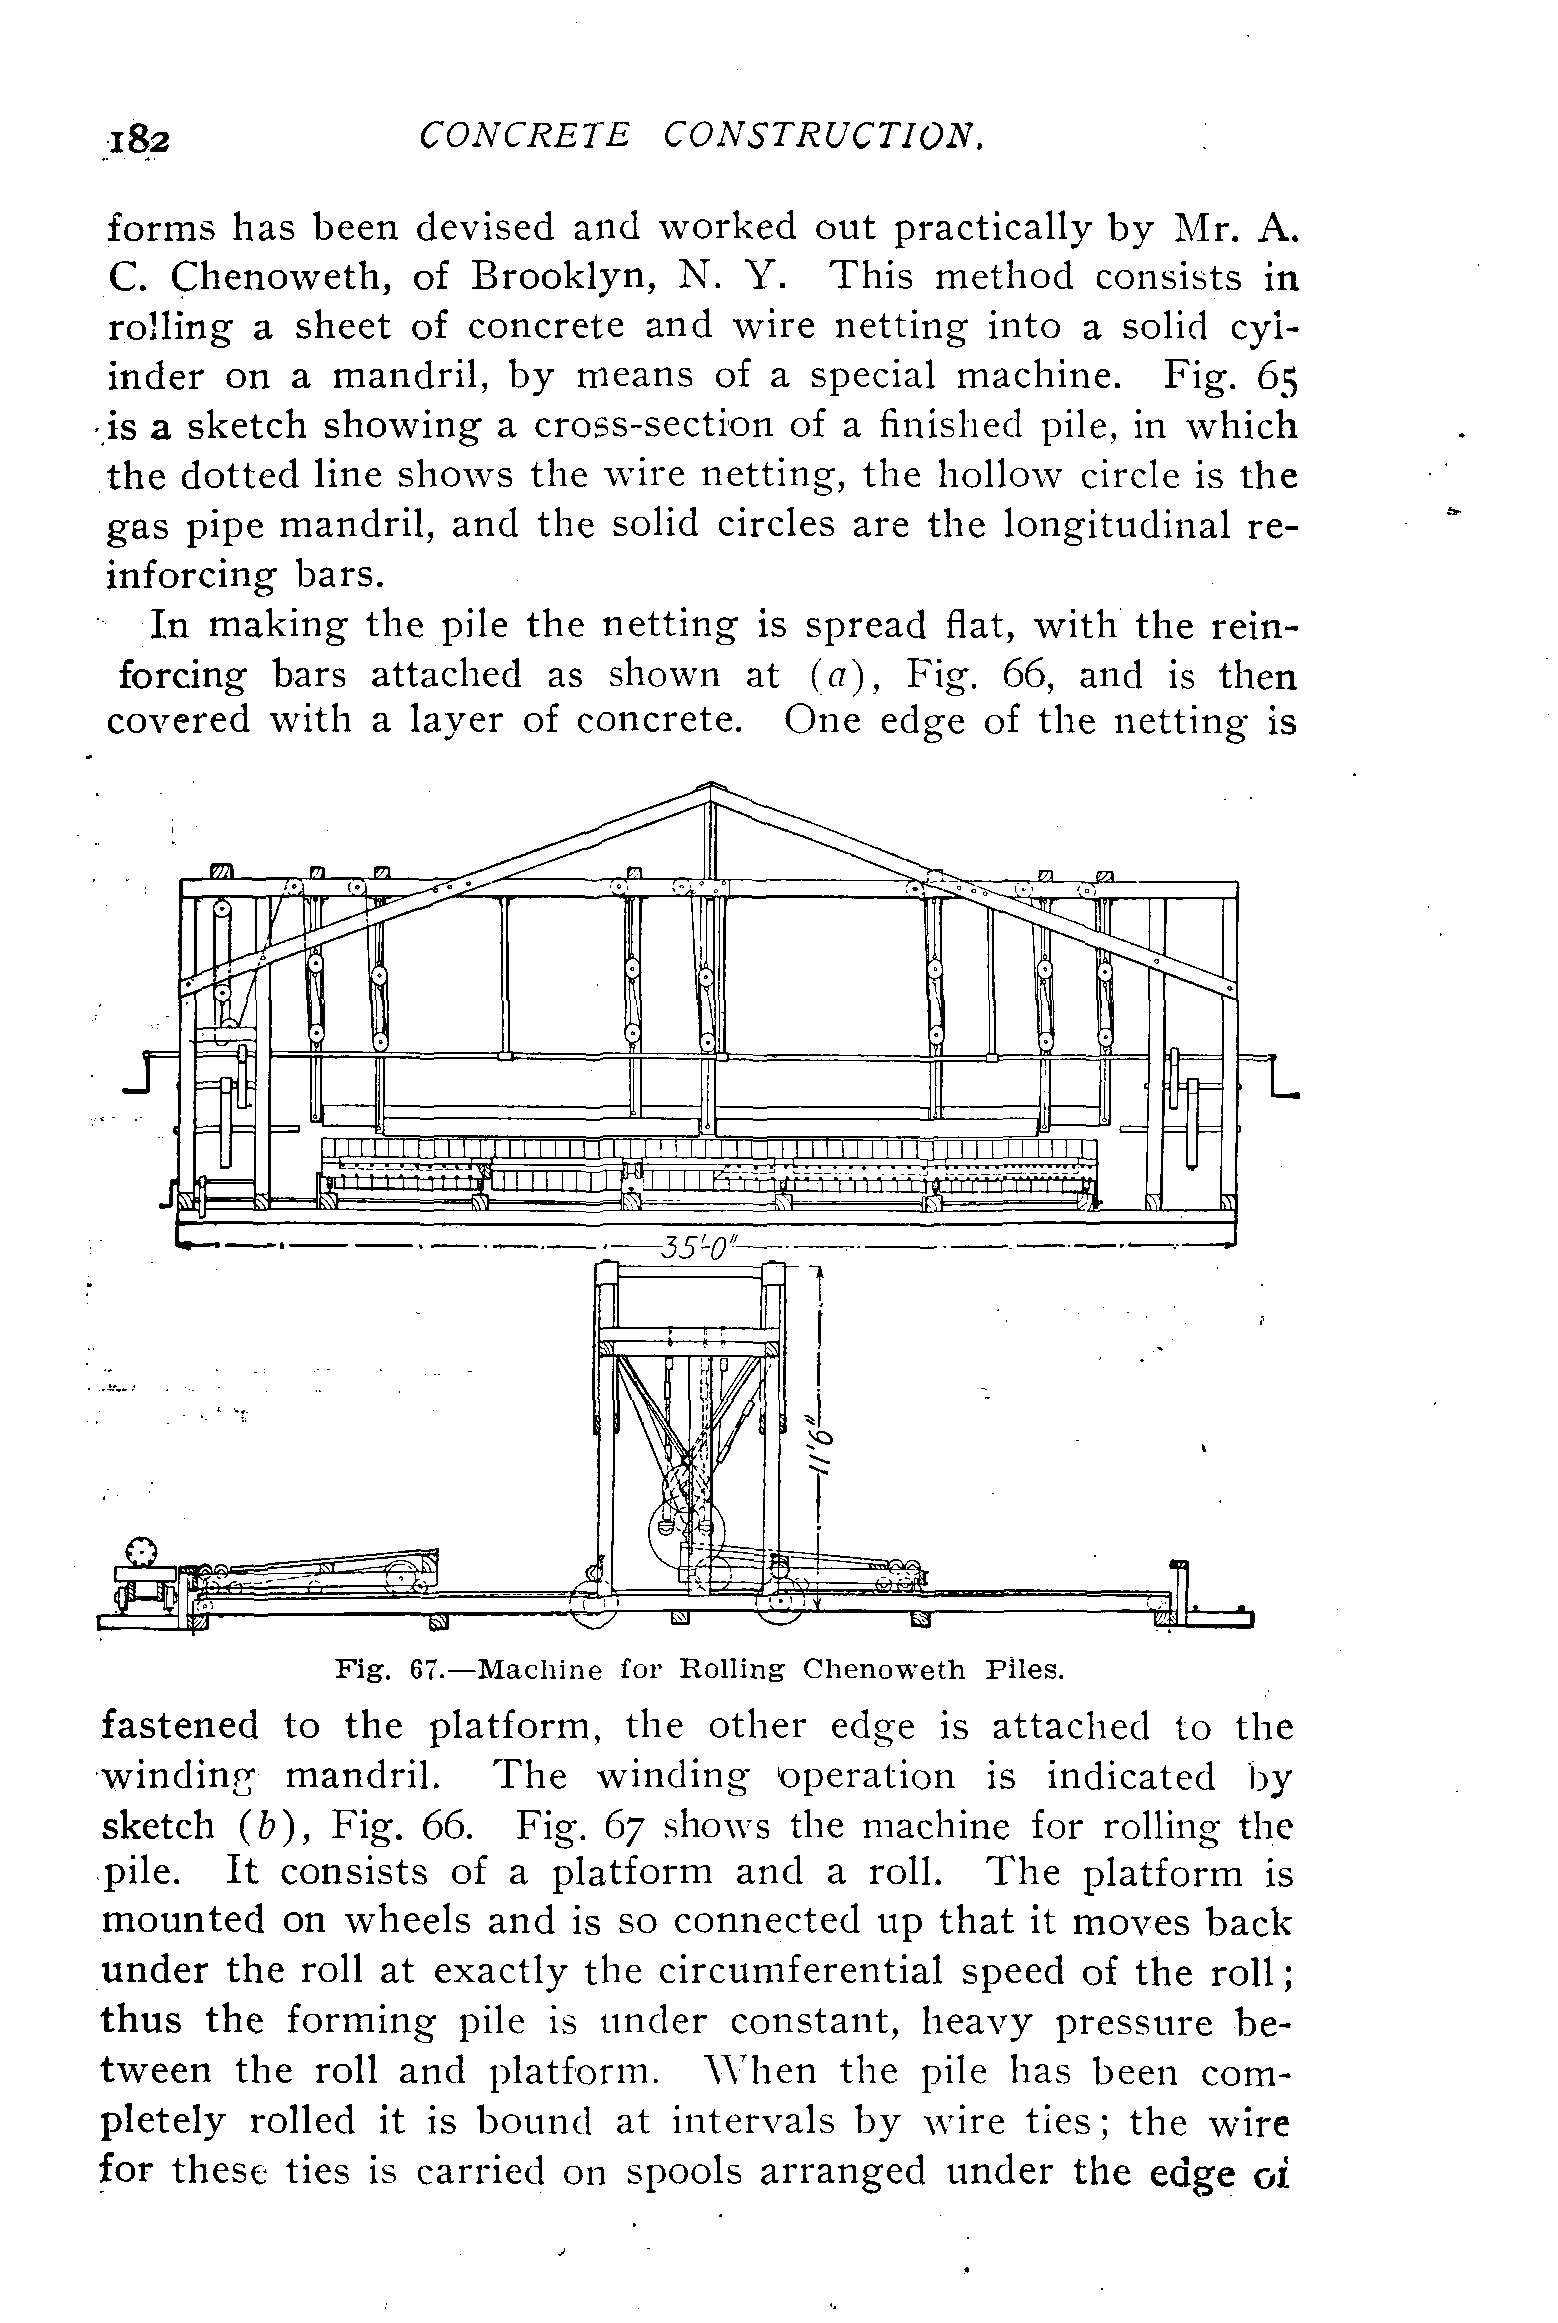 182 CONCRETE CONSTRUCTION.
forms has been devised and worked out practically by Mr. A.
C. Chenoweth, of Brooklyn, N. Y. This method consists in
rolling a sheet of concrete and wire netting into a solid cyl-
inder on a mandril, by means of a special machine. Fig. 65
is a sketch showing a cross-section of a finished pile, in which
the dotted line shows the wire netting, the hollow circle is the
gas pipe mandril, and the solid circles are the longitudinal re-
inforcing bars.
In making the pile the netting is spread flat, with the rein-
forcing bars attached as shown at (a), Fig. 66, and is then
covered with a layer of concrete. One edge of the netting is
35'-0"
11'6"
Fig. 67.—Machine for Rolling Chenoweth Piles.
fastened to the platform, the other edge is attached to the
winding mandril. The winding operation is indicated by
sketch (b), Fig. 66. Fig. 67 shows the machine for rolling the
pile. It consists of a platform and a roll. The platform is
mounted on wheels and is so connected up that it moves back
under the roll at exactly the circumferential speed of the roll;
thus the forming pile is under constant, heavy pressure be-
tween the roll and platform. When the pile has been com-
pletely rolled it is bound at intervals by wire ties; the wire
for these ties is carried on spools arranged under the edge of